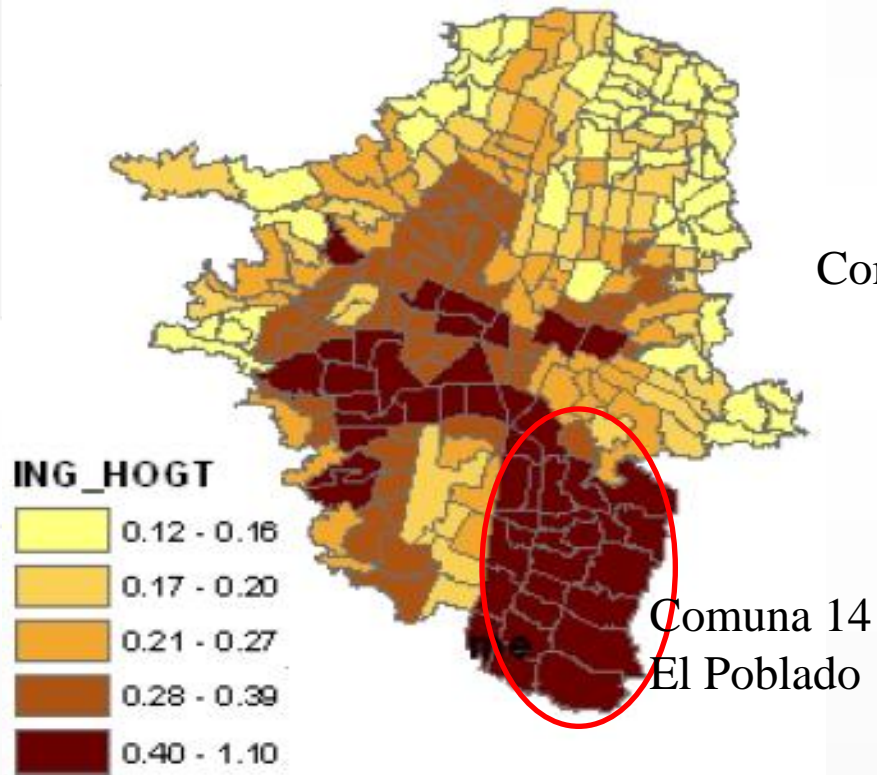 Cor
ING_HOGT
0.12 - 0.16
0.17 - 0.20
0.21 - 0.27
0.28 - 0.39
0.40 - 1.10
Comuna 14
El Poblado